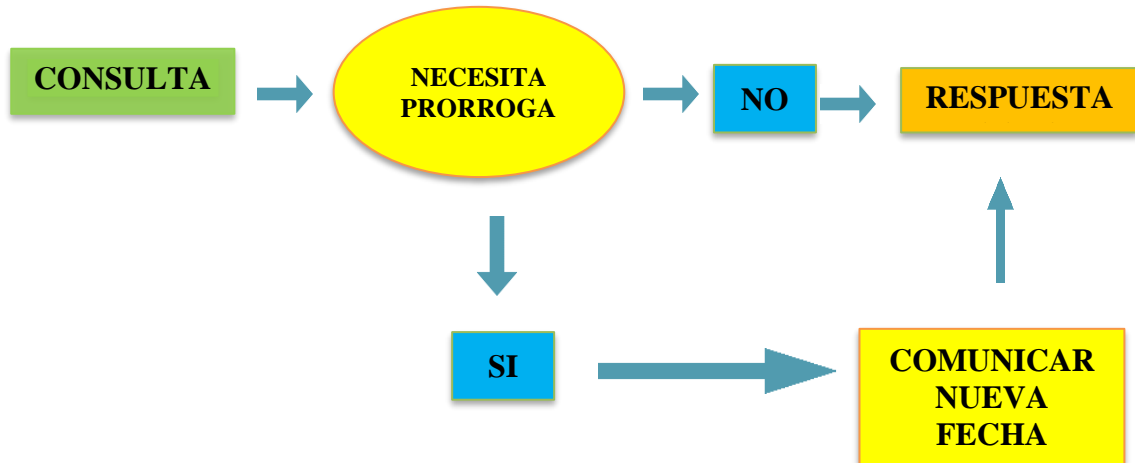 CONSULTA
NECESITA
PRORROGA
NO
RESPUESTA
SI
COMUNICAR
NUEVA
FECHA